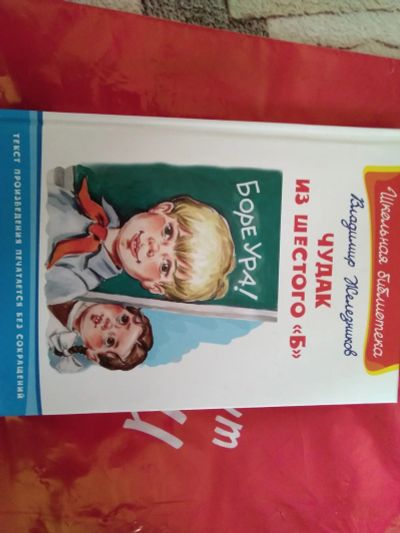 Школьная библиотека
Владимир Железников
ЧУДАК
ИЗ ШЕСТОГО «Б»
БОРЕ УРА!
ТЕКСТ ПРОИЗВЕДЕНИЯ ПЕЧАТАЕТСЯ БЕЗ СОКРАЩЕНИЙ